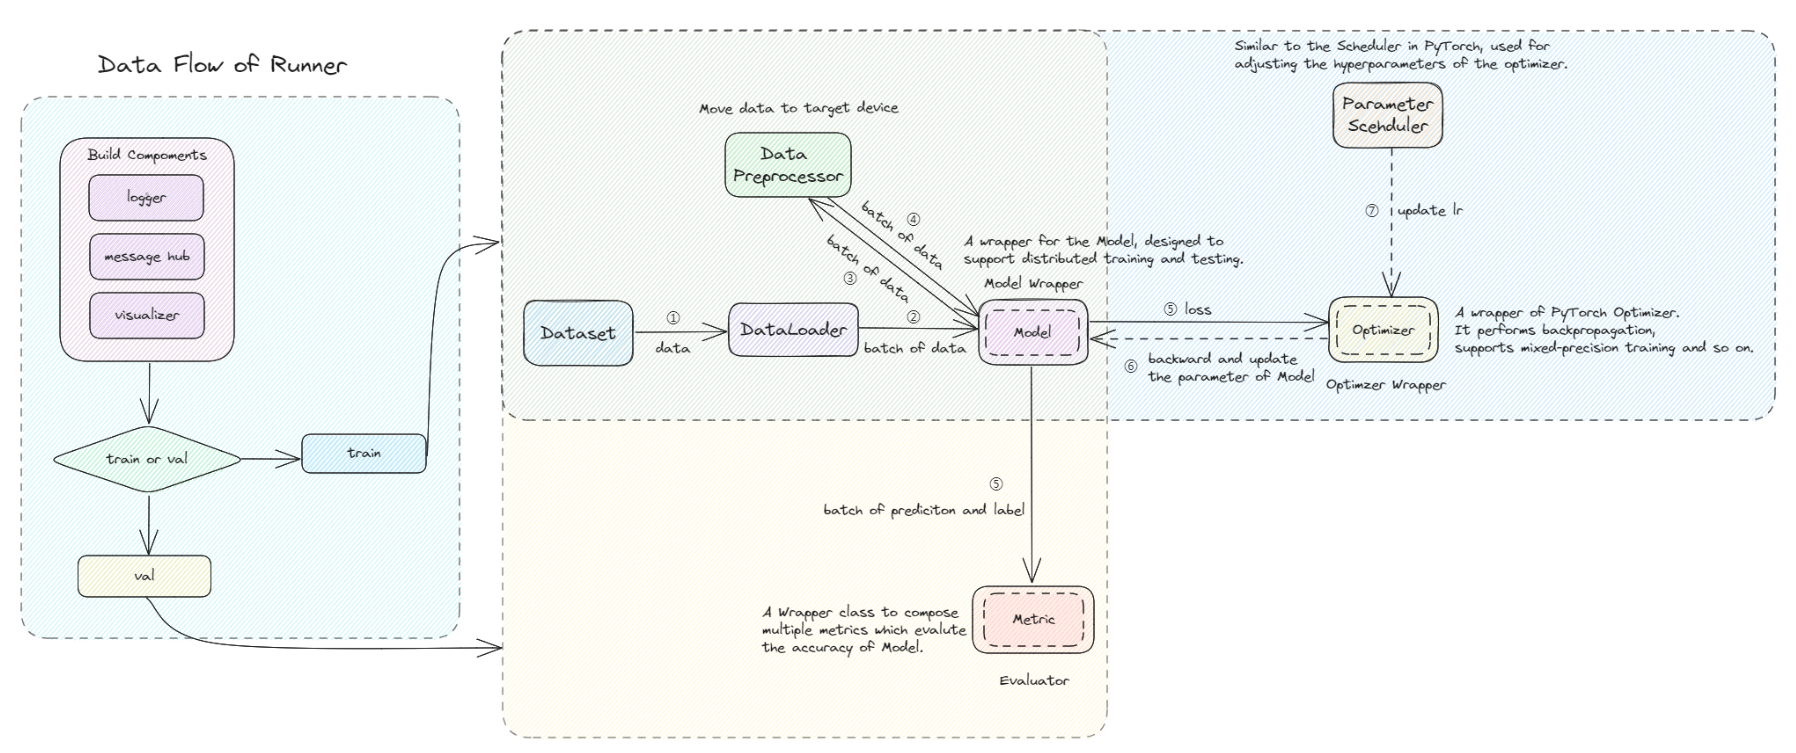 Data Flow of Runner
Build Compoments
logger
message hub
visualizer
train or val
train
val
Move data to target device
Data
Preprocessor
④
batch of data
batch of data
③
Dataset
①
data
DataLoader
②
batch of data
A wrapper for the Model, designed to
support distributed training and testing.
Model Wrapper
Model
⑤ loss
⑥ backward and update
the parameter of Model
Similar to the Scheduler in PyTorch, used for
adjusting the hyperparameters of the optimizer.
Parameter
Scehduler
⑦ update lr
Optimizer
Optimzer Wrapper
A wrapper of PyTorch Optimizer.
It performs backpropagation,
supports mixed-precision training and so on.
⑤
batch of prediciton and label
A Wrapper class to compose
multiple metrics which evalute
the accuracy of Model.
Metric
Evaluator